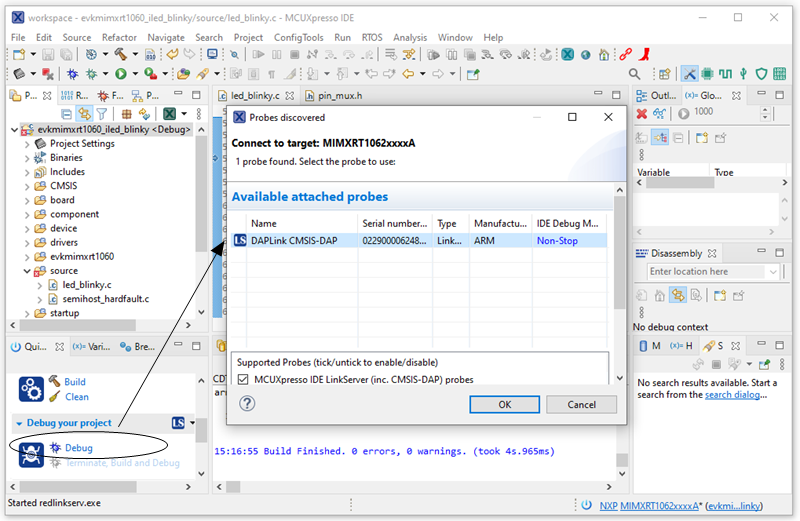 workspace - evkmimxrt1060_iled_blinky/source/led_blinky.c - MCUXpresso IDE
File Edit Source Refactor Navigate Search Project ConfigTools Run RTOS Analysis Window Help
P... R... F... P...
evkmimxrt1060_iled_blinky <Debug>
Project Settings
Binaries
Includes
CMSIS
board
component
device
drivers
evkmimxrt1060
source
led_blinky.c
semihost_hardfault.c
startup
led_blinky.c pin_mux.h
Probes discovered
Connect to target: MIMXRT1062xxxxA
1 probe found. Select the probe to use:
Available attached probes
Name Serial number... Type Manufactu... IDE Debug M...
LS DAPLink CMSIS-DAP 022900006248... Link... ARM Non-Stop
Supported Probes (tick/untick to enable/disable)
MCUXpresso IDE LinkServer (inc. CMSIS-DAP) probes
OK Cancel
Outl... (x)= Glo...
1000
Variable Type
Disassembly
Enter location here
No debug context
M H S
No search results available. Start a
search from the search dialog...
Qui... (x)= Vari... Bre...
Build
Clean
Debug your project LS
Debug
Terminate, Build and Debug
CDT
15:16:55 Build Finished. 0 errors, 0 warnings. (took 4s.965ms)
Started redlinkserv.exe
NXP MIMXRT1062xxxxA* (evkmi...linky)